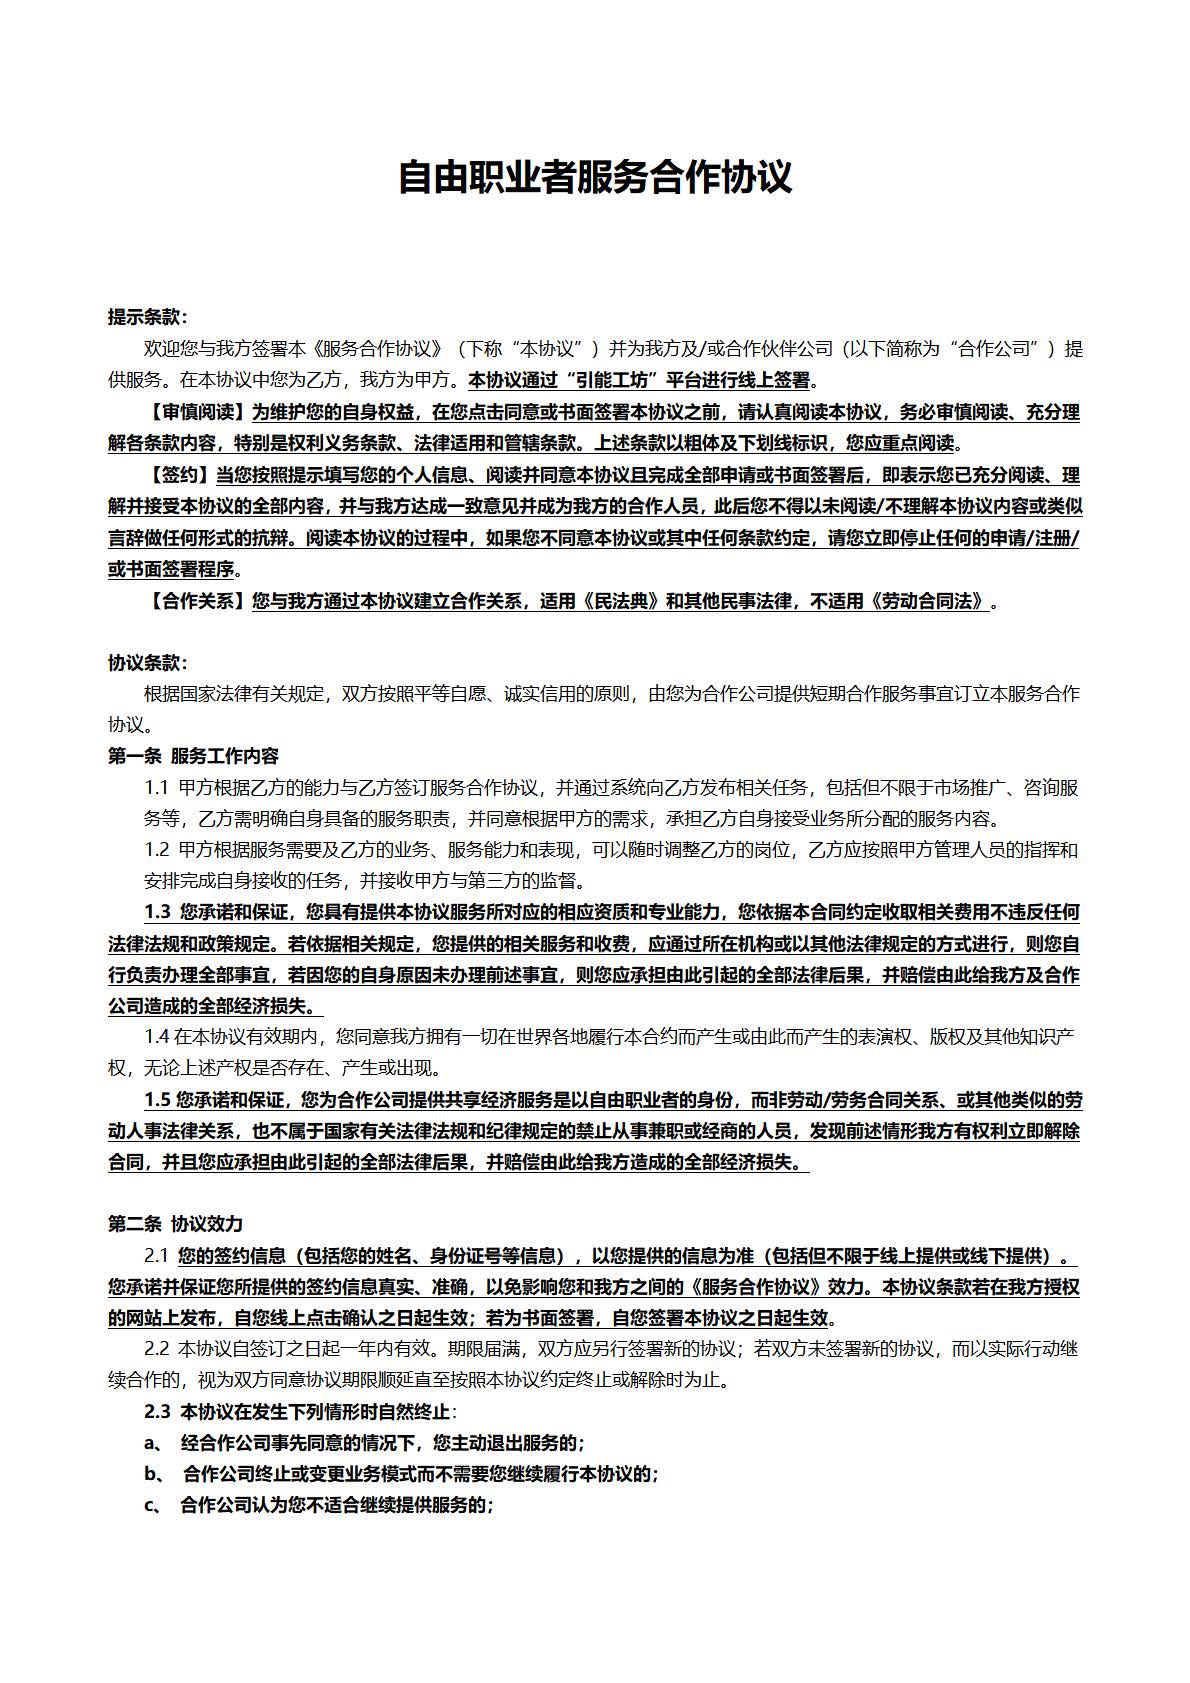 自由职业者服务合作协议
提示条款：
欢迎您与我方签署本《服务合作协议》（下称“本协议”）并为我方及/或合作伙伴公司（以下简称为“合作公司”）提
供服务。在本协议中您为乙方，我方为甲方。本协议通过“引能工坊”平台进行线上签署。
【审慎阅读】为维护您的自身权益，在您点击同意或书面签署本协议之前，请认真阅读本协议，务必审慎阅读、充分理
解各条款内容，特别是权利义务条款、法律适用和管辖条款。上述条款以粗体及下划线标识，您应重点阅读。
【签约】当您按照提示填写您的个人信息、阅读并同意本协议且完成全部申请或书面签署后，即表示您已充分阅读、理
解并接受本协议的全部内容，并与我方达成一致意见并成为我方的合作人员，此后您不得以未阅读/不理解本协议内容或类似
言辞做任何形式的抗辩。阅读本协议的过程中，如果您不同意本协议或其中任何条款约定，请您立即停止任何的申请/注册/
或书面签署程序。
【合作关系】您与我方通过本协议建立合作关系，适用《民法典》和其他民事法律，不适用《劳动合同法》。
协议条款：
根据国家法律有关规定，双方按照平等自愿、诚实信用的原则，由您为合作公司提供短期合作服务事宜订立本服务合作
协议。
第一条 服务工作内容
1.1 甲方根据乙方的能力与乙方签订服务合作协议，并通过系统向乙方发布相关任务，包括但不限于市场推广、咨询服
务等，乙方需明确自身具备的服务职责，并同意根据甲方的需求，承担乙方自身接受业务所分配的服务内容。
1.2 甲方根据服务需要及乙方的业务、服务能力和表现，可以随时调整乙方的岗位，乙方应按照甲方管理人员的指挥和
安排完成自身接收的任务，并接收甲方与第三方的监督。
1.3 您承诺和保证，您具有提供本协议服务所对应的相应资质和专业能力，您依据本合同约定收取相关费用不违反任何
法律法规和政策规定。若依据相关规定，您提供的相关服务和收费，应通过所在机构或以其他法律规定的方式进行，则您自
行负责办理全部事宜，若因您的自身原因未办理前述事宜，则您应承担由此引起的全部法律后果，并赔偿由此给我方及合作
公司造成的全部经济损失。
1.4 在本协议有效期内，您同意我方拥有一切在世界各地履行本合约而产生或由此而产生的表演权、版权及其他知识产
权，无论上述产权是否存在、产生或出现。
1.5 您承诺和保证，您为合作公司提供共享经济服务是以自由职业者的身份，而非劳动/劳务合同关系、或其他类似的劳
动人事法律关系，也不属于国家有关法律法规和纪律规定的禁止从事兼职或经商的人员，发现前述情形我方有权利立即解除
合同，并且您应承担由此引起的全部法律后果，并赔偿由此给我方造成的全部经济损失。
第二条 协议效力
2.1 您的签约信息（包括您的姓名、身份证号等信息），以您提供的信息为准（包括但不限于线上提供或线下提供）。
您承诺并保证您所提供的签约信息真实、准确，以免影响您和我方之间的《服务合作协议》效力。本协议条款若在我方授权
的网站上发布，自您线上点击确认之日起生效；若为书面签署，自您签署本协议之日起生效。
2.2 本协议自签订之日起一年内有效。期限届满，双方应另行签署新的协议；若双方未签署新的协议，而以实际行动继
续合作的，视为双方同意协议期限顺延直至按照本协议约定终止或解除时为止。
2.3 本协议在发生下列情形时自然终止：
a、 经合作公司事先同意的情况下，您主动退出服务的；
b、 合作公司终止或变更业务模式而不需要您继续履行本协议的；
c、 合作公司认为您不适合继续提供服务的；